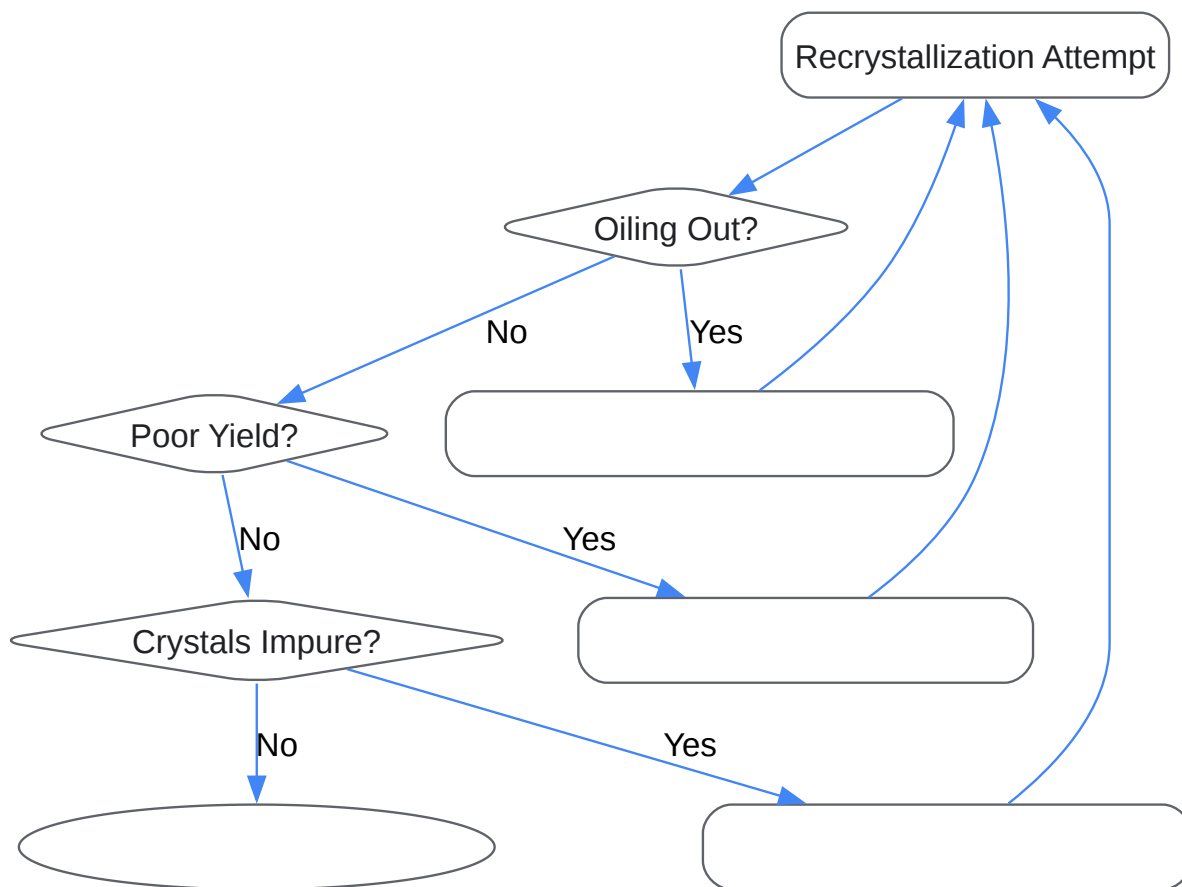 Recrystallization Attempt
Oiling Out?
No
Yes
Poor Yield?
No
Yes
Crystals Impure?
No
Yes